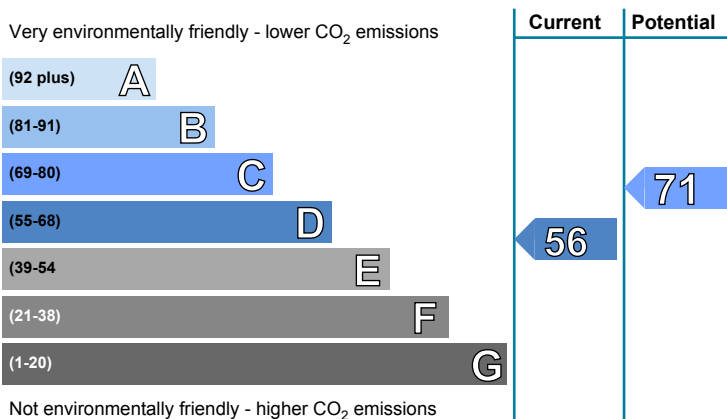 Very environmentally friendly - lower CO2 emissions
Current
Potential
(92 plus) A
(81-91) B
(69-80) C
(55-68) D
(39-54 E
(21-38) F
(1-20) G
56
71
Not environmentally friendly - higher CO2 emissions